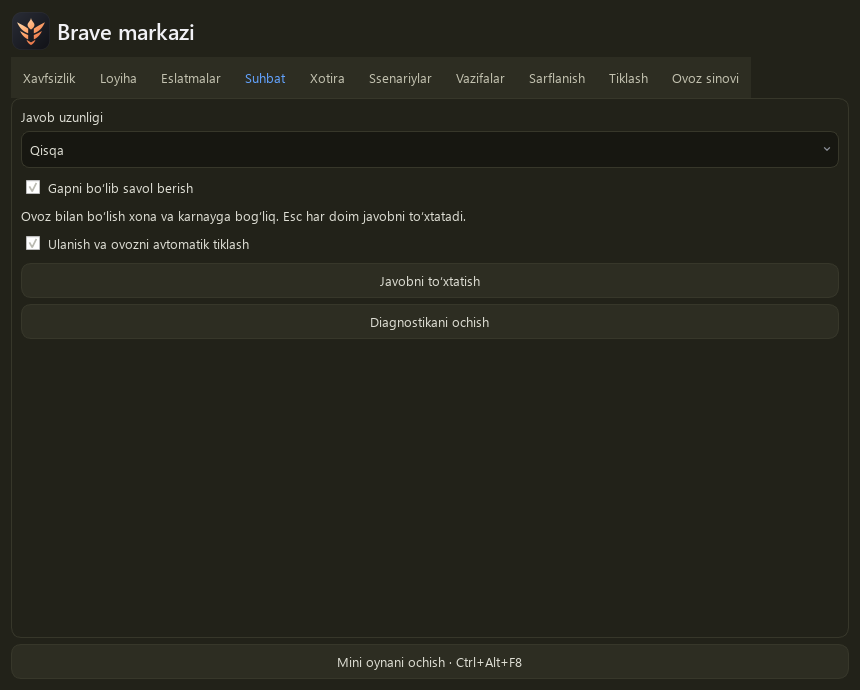 Brave markazi
Xavfsizlik Loyiha Eslatmalar Suhbat Xotira Ssenariylar Vazifalar Sarflanish Tiklash Ovoz sinovi
Javob uzunligi
Qisqa
Gapni bo‘lib savol berish
Ovoz bilan bo‘lish xona va karnayga bog‘liq. Esc har doim javobni to‘xtatadi.
Ulanish va ovozni avtomatik tiklash
Javobni to‘xtatish
Diagnostikani ochish
Mini oynani ochish · Ctrl+Alt+F8